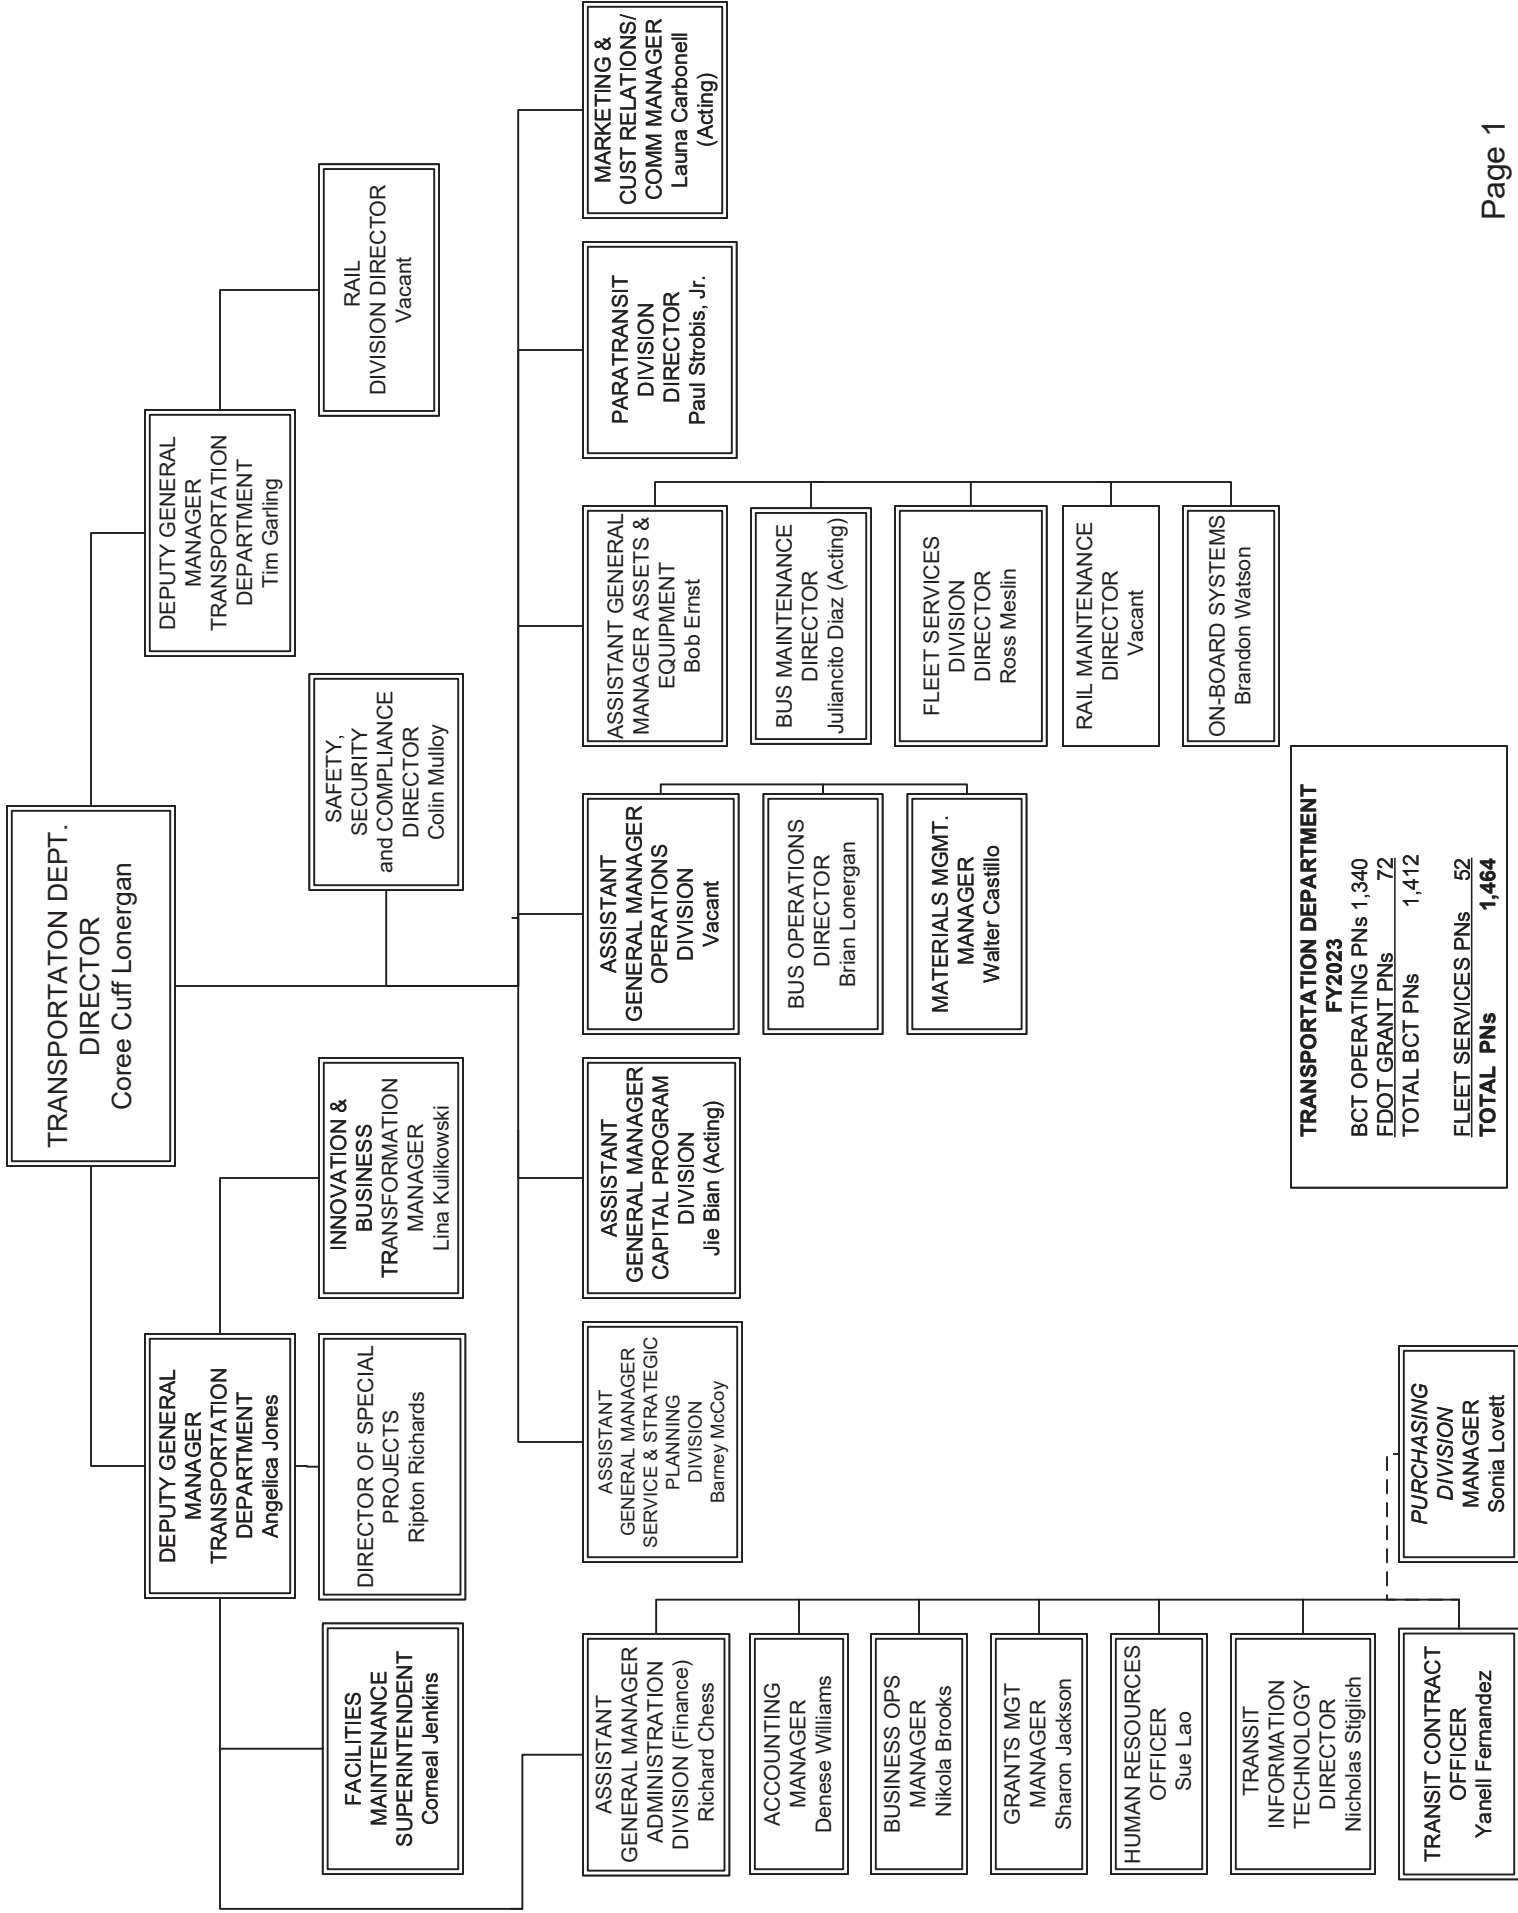 TRANSPORTATON DEPT.
DIRECTOR
Coree Cuff Lonergan
DEPUTY GENERAL
MANAGER
TRANSPORTATION
DEPARTMENT
Angelica Jones
DEPUTY GENERAL
MANAGER
TRANSPORTATION
DEPARTMENT
Tim Garling
FACILITIES
MAINTENANCE
SUPERINTENDENT
Corneal Jenkins
DIRECTOR OF SPECIAL
PROJECTS
Ripton Richards
INNOVATION &
BUSINESS
TRANSFORMATION
MANAGER
Lina Kulikowski
SAFETY,
SECURITY
and COMPLIANCE
DIRECTOR
Colin Mulloy
RAIL
DIVISION DIRECTOR
Vacant
ASSISTANT
GENERAL MANAGER
ADMINISTRATION
DIVISION (Finance)
Richard Chess
ACCOUNTING
MANAGER
Denese Williams
BUSINESS OPS
MANAGER
Nikola Brooks
GRANTS MGT
MANAGER
Sharon Jackson
HUMAN RESOURCES
OFFICER
Sue Lao
TRANSIT
INFORMATION
TECHNOLOGY
DIRECTOR
Nicholas Stiglich
TRANSIT CONTRACT
OFFICER
Yanell Fernandez
PURCHASING
DIVISION
MANAGER
Sonia Lovett
ASSISTANT
GENERAL MANAGER
SERVICE & STRATEGIC
PLANNING
DIVISION
Barney McCoy
ASSISTANT
GENERAL MANAGER
CAPITAL PROGRAM
DIVISION
Jie Bian (Acting)
ASSISTANT
GENERAL MANAGER
OPERATIONS
DIVISION
Vacant
BUS OPERATIONS
DIRECTOR
Brian Lonergan
MATERIALS MGMT.
MANAGER
Walter Castillo
ASSISTANT GENERAL
MANAGER ASSETS &
EQUIPMENT
Bob Ernst
BUS MAINTENANCE
DIRECTOR
Juliancito Diaz (Acting)
FLEET SERVICES
DIVISION
DIRECTOR
Ross Meslin
RAIL MAINTENANCE
DIRECTOR
Vacant
ON-BOARD SYSTEMS
Brandon Watson
PARATRANSIT
DIVISION
DIRECTOR
Paul Strobis, Jr.
MARKETING &
CUST RELATIONS/
COMM MANAGER
Launa Carbonell
(Acting)
TRANSPORTATION DEPARTMENT
FY2023
BCT OPERATING PNs 1,340
FDOT GRANT PNs 72
TOTAL BCT PNs 1,412
FLEET SERVICES PNs 52
TOTAL PNs 1,464
Page 1